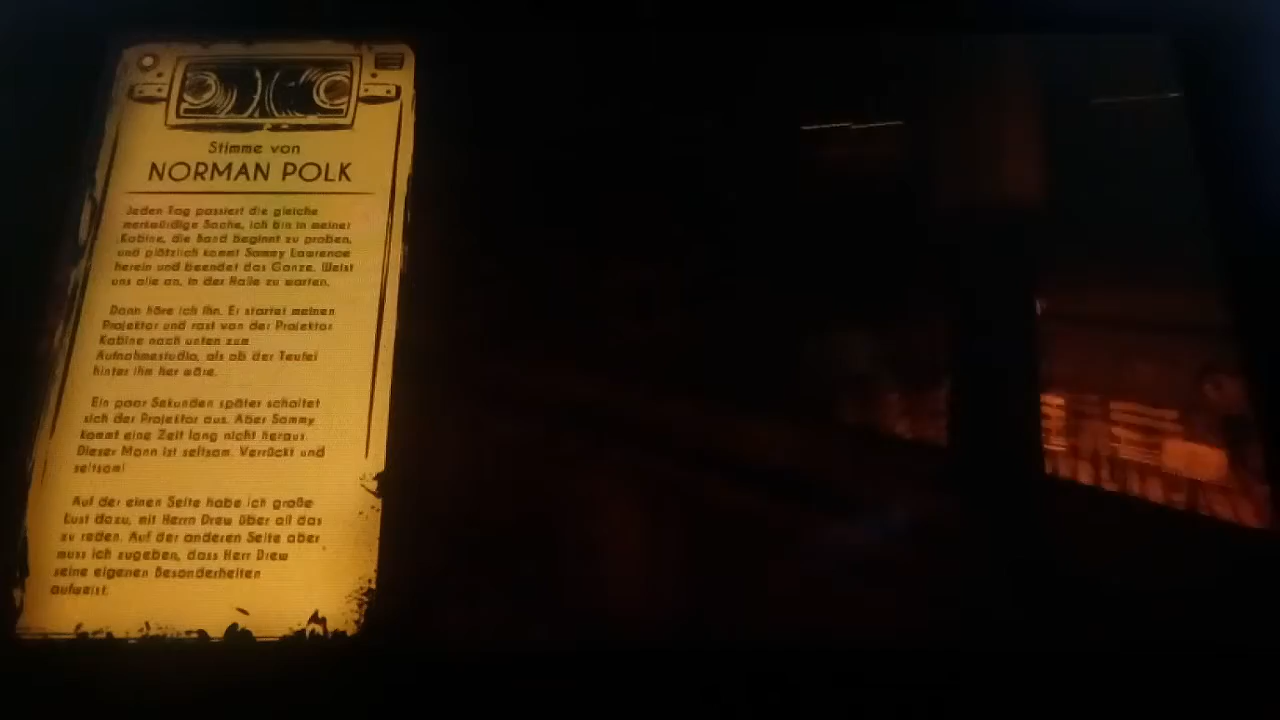 Stimme von
NORMAN POLK
Jeden Tag passiert die gleiche
merkwürdige Sache, ich bin in meiner
Kabine, die Band beginnt zu proben,
und plötzlich kommt Sammy Lawrence
herein und beendet das Ganze. Weist
uns alle an, in der Halle zu warten.
Dann höre ich ihn. Er startet meinen
Projektor und rast von der Projektor
Kabine nach unten zum
Aufnahmestudio, als ob der Teufel
hinter ihm her wäre.
Ein paar Sekunden später schaltet
sich der Projektor aus. Aber Sammy
kommt eine Zeit lang nicht heraus.
Dieser Mann ist seltsam. Verrückt und
seltsam!
Auf der einen Seite habe ich große
Lust dazu, mit Herrn Drew über all das
zu reden. Auf der anderen Seite aber
muss ich zugeben, dass Herr Drew
seine eigenen Besonderheiten
aufweist.